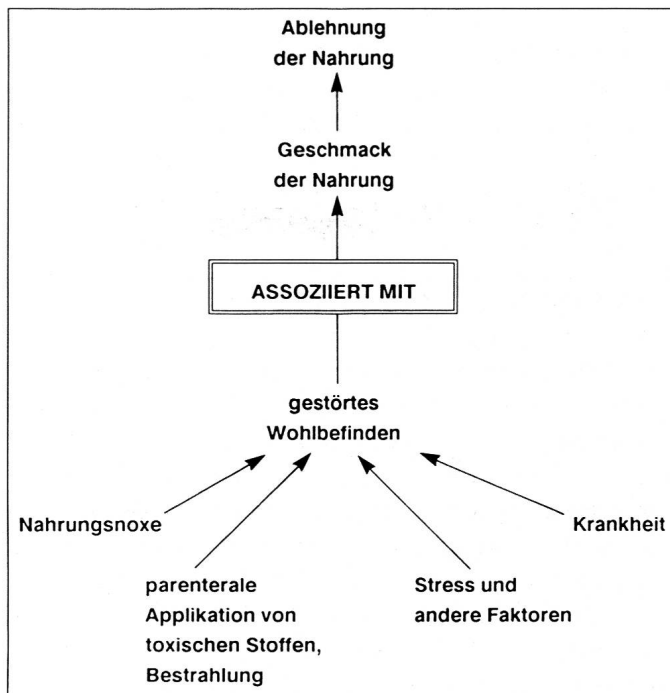 Ablehnung
der Nahrung
Geschmack
der Nahrung
ASSOZIIERT MIT
gestörtes
Wohlbefinden
Nahrungsnoxe
Krankheit
parenterale
Applikation von
toxischen Stoffen,
Bestrahlung
Stress und
andere Faktoren